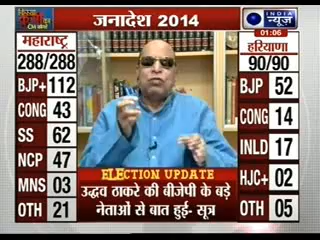 जनादेश 2014
INDIA
न्यूज़
01:06
महाराष्ट्र
288/288
BJP+ 112
CONG 43
SS 62
NCP 47
MNS 03
OTH 21
हरियाणा
90/90
BJP 52
CONG 14
INLD 17
HJC+ 02
OTH 05
ELECTION UPDATE
उद्धव ठाकरे की बीजेपी के बड़े
नेताओं से बात हुई- सूत्र